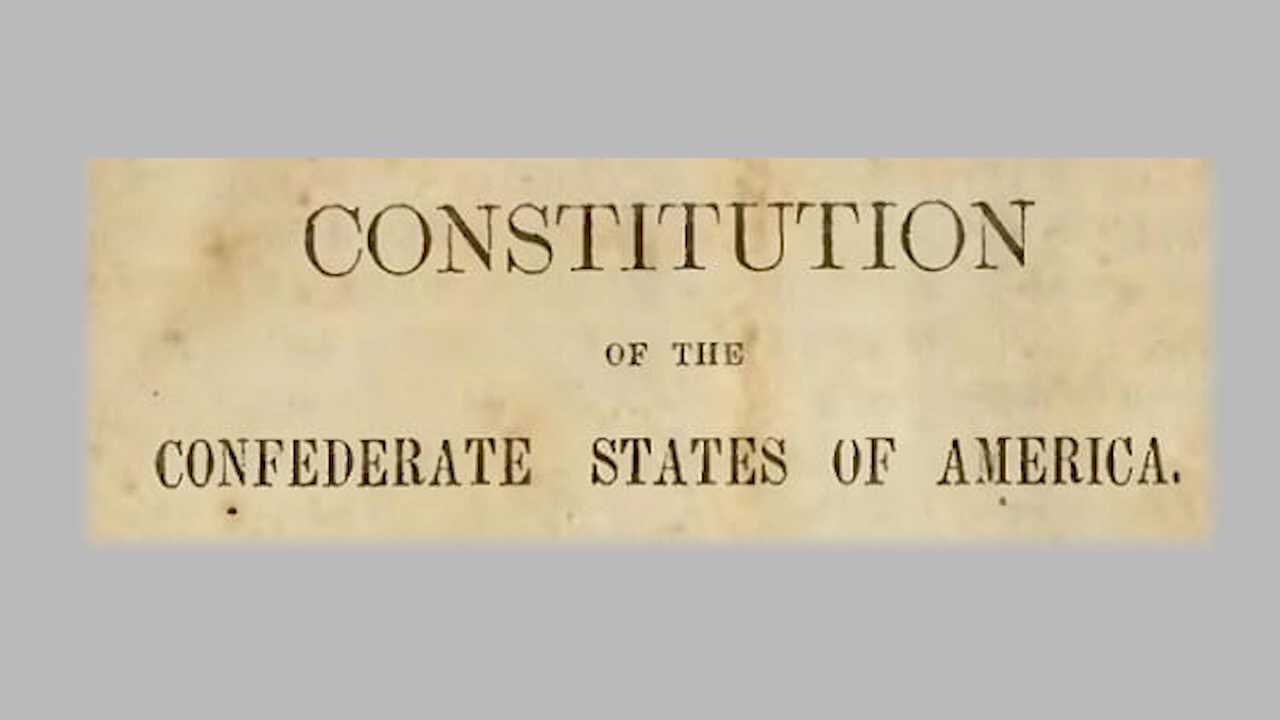 CONSTITUTION
OF THE
CONFEDERATE STATES OF AMERICA.